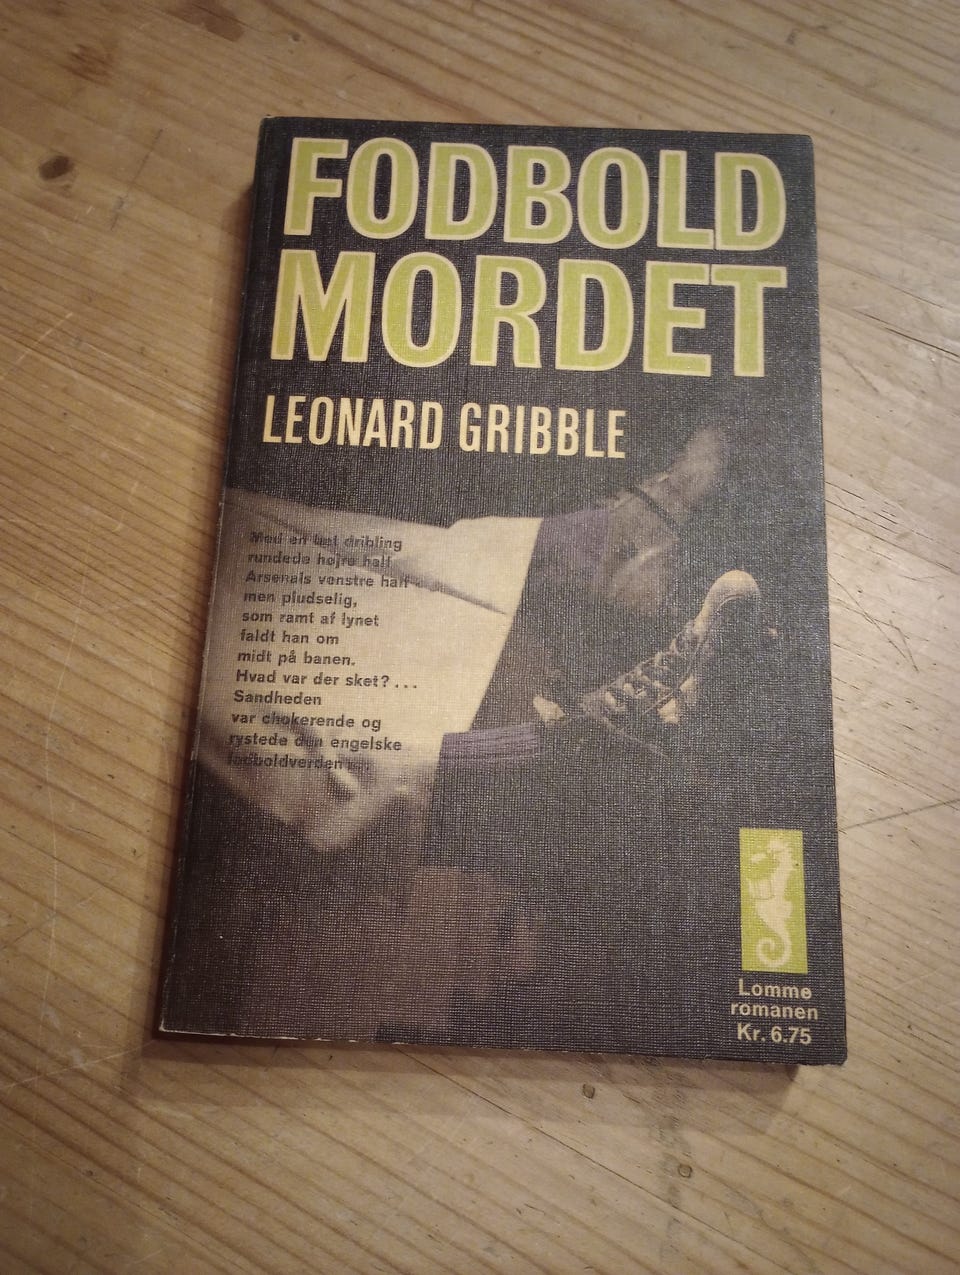 FODBOLD
MORDET
LEONARD GRIBBLE
Med en let dribling
rundede højre half
Arsenals venstre half -
men pludselig,
som ramt af lynet
faldt han om
midt på banen.
Hvad var der sket? ...
Sandheden
var chokerende og
rystede den engelske
fodboldverden ...
Lomme
romanen
Kr. 6.75